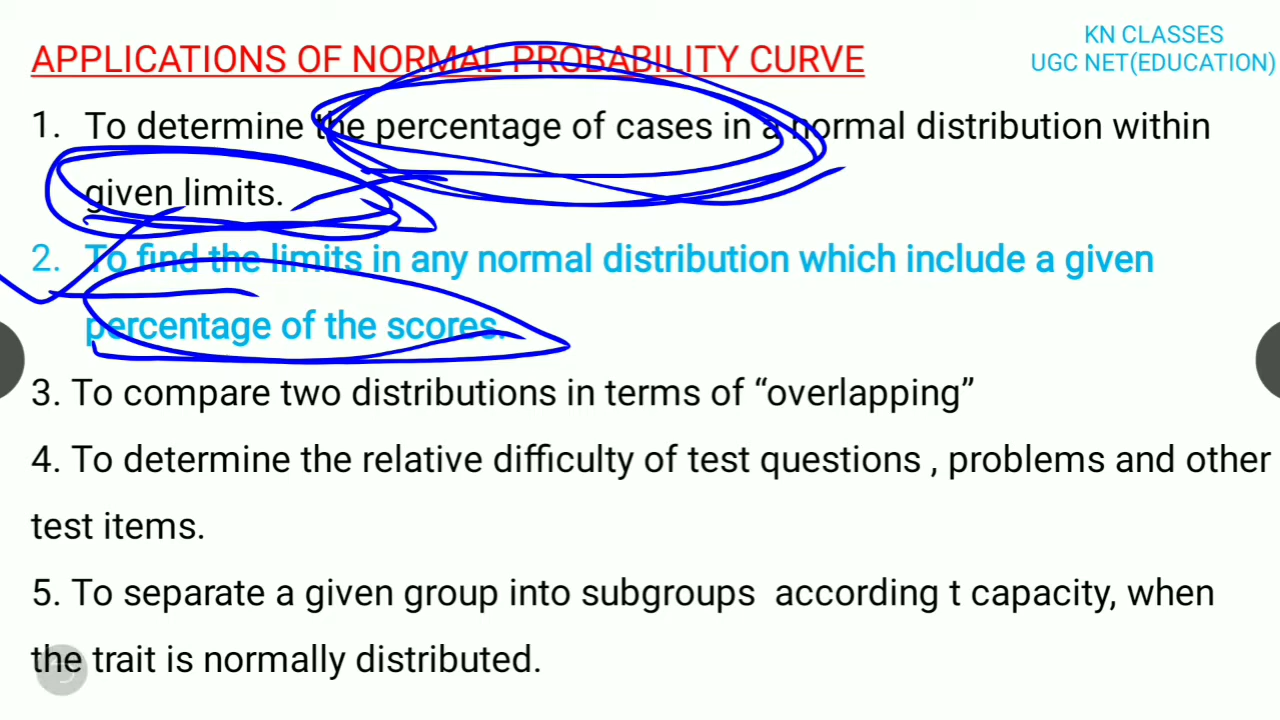 APPLICATIONS OF NORMAL PROBABILITY CURVE
KN CLASSES
UGC NET(EDUCATION)
1. To determine the percentage of cases in a normal distribution within
given limits.
2. To find the limits in any normal distribution which include a given
percentage of the scores.
3. To compare two distributions in terms of “overlapping”
4. To determine the relative difficulty of test questions , problems and other
test items.
5. To separate a given group into subgroups according t capacity, when
the trait is normally distributed.